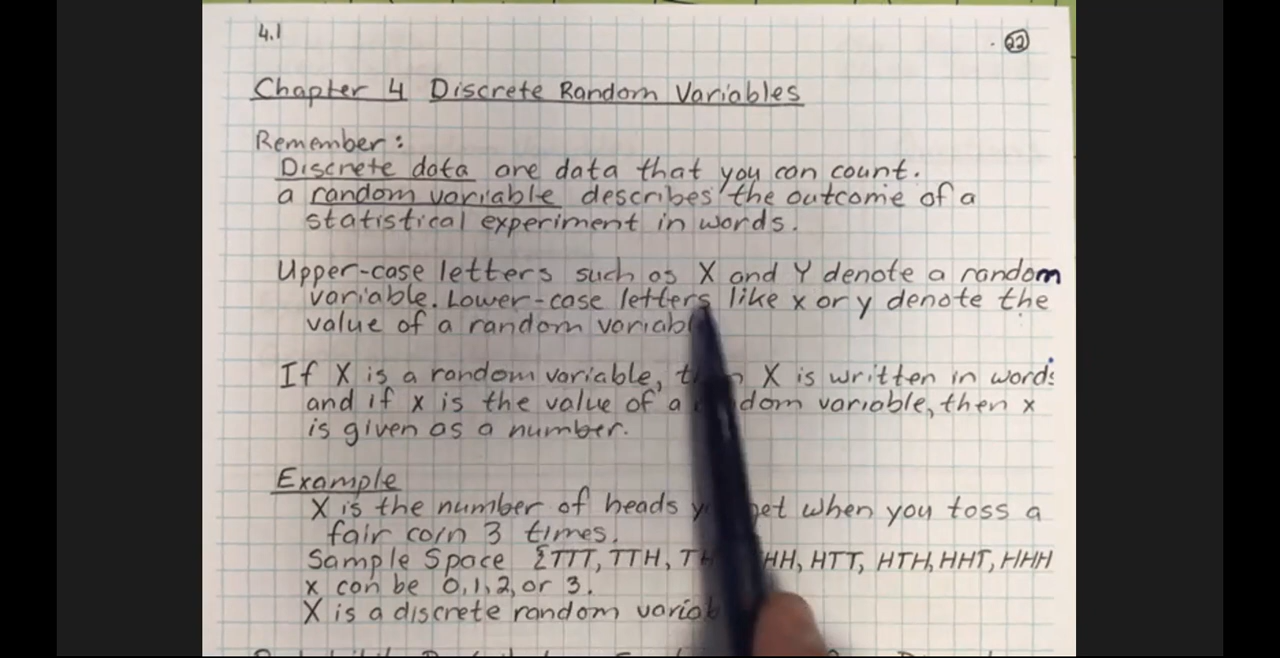 4.1
22
Chapter 4 Discrete Random Variables
Remember:
Discrete data are data that you can count.
a random variable describes the outcome of a
statistical experiment in words.
Upper-case letters such as X and Y denote a random
variable. Lower-case letters like x or y denote the
value of a random
If X is a random variable, X is written in words
and if x is the value of a variable, then x
is given as a number.
Example
X is the number of heads when you toss a
fair coin 3 times.
Sample Space {TTT, TTH, HTT, HTH, HHT, HHH
x can be 0, 1, 2, or 3.
X is a discrete random